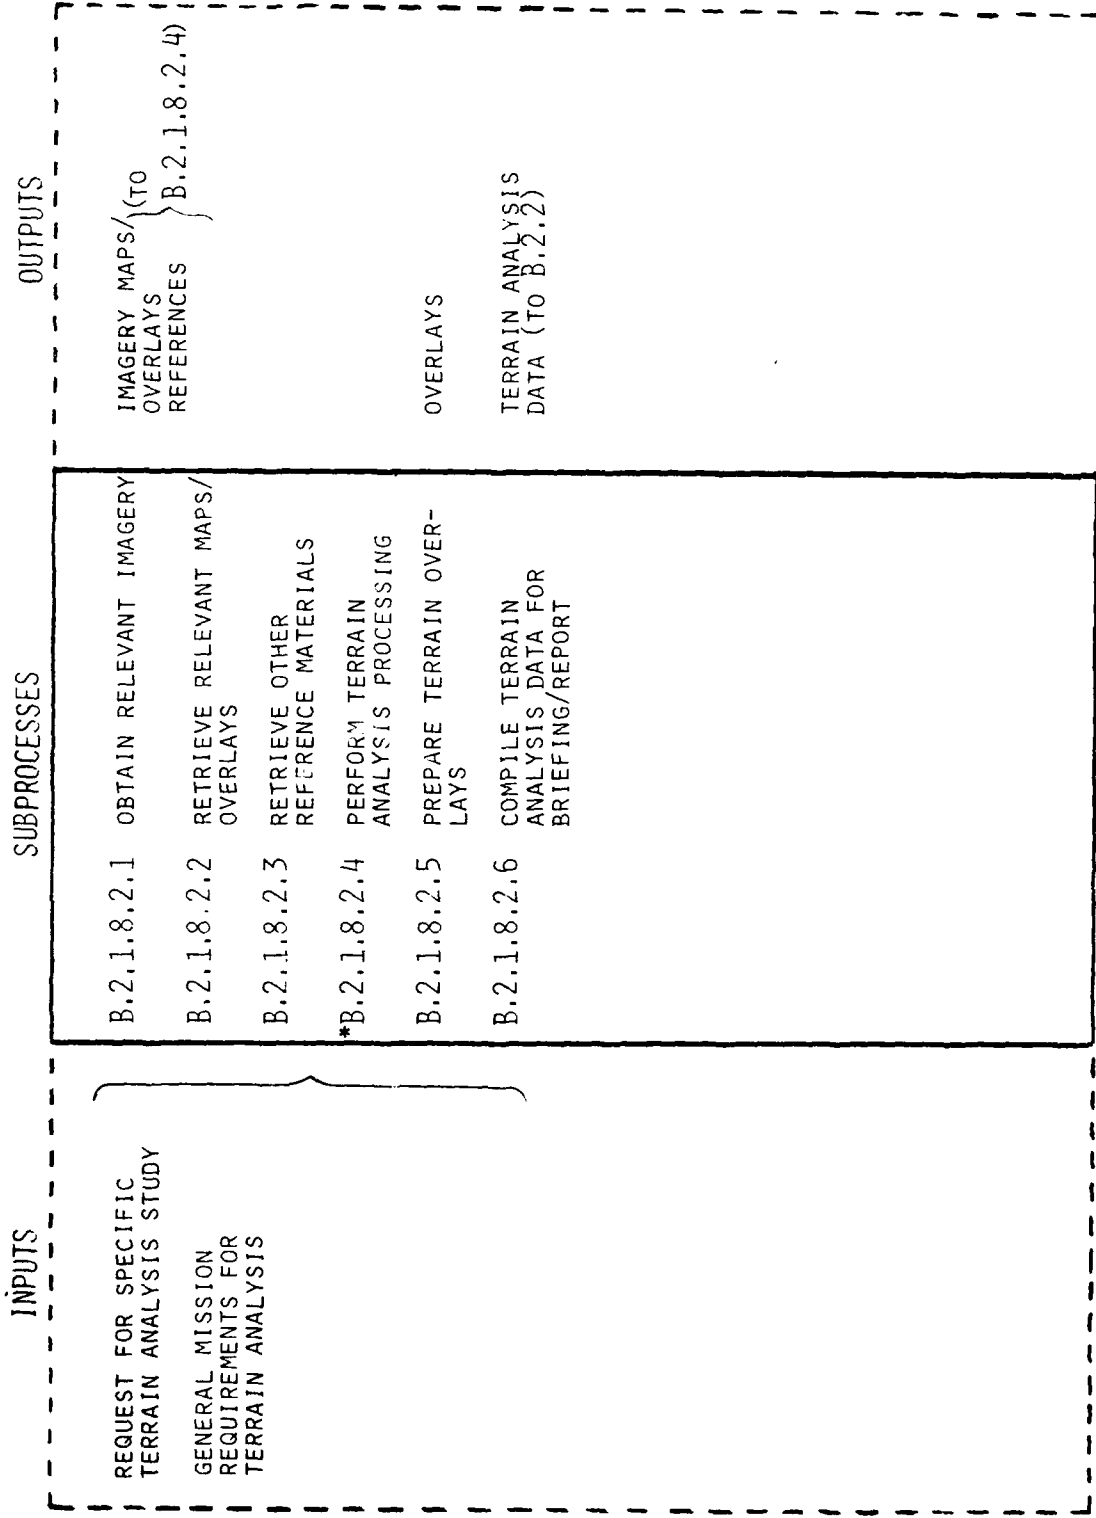 INPUTS
REQUEST FOR SPECIFIC
TERRAIN ANALYSIS STUDY
GENERAL MISSION
REQUIREMENTS FOR
TERRAIN ANALYSIS
SUBPROCESSES
B.2.1.8.2.1 OBTAIN RELEVANT IMAGERY
B.2.1.8.2.2 RETRIEVE RELEVANT MAPS/
OVERLAYS
B.2.1.8.2.3 RETRIEVE OTHER
REFERENCE MATERIALS
*B.2.1.8.2.4 PERFORM TERRAIN
ANALYSIS PROCESSING
B.2.1.8.2.5 PREPARE TERRAIN OVER-
LAYS
B.2.1.8.2.6 COMPILE TERRAIN
ANALYSIS DATA FOR
BRIEFING/REPORT
OUTPUTS
IMAGERY MAPS/ (TO
OVERLAYS
REFERENCES B.2.1.8.2.4)
OVERLAYS
TERRAIN ANALYSIS
DATA (TO B.2.2)